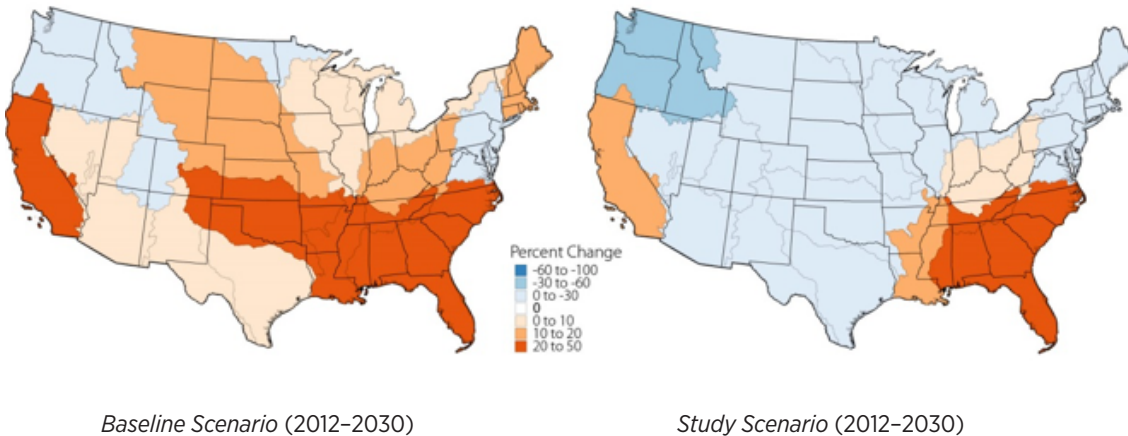 Percent Change
-60 to -100
-30 to -60
0 to -30
0
0 to 10
10 to 20
20 to 50
Baseline Scenario (2012–2030)
Study Scenario (2012–2030)